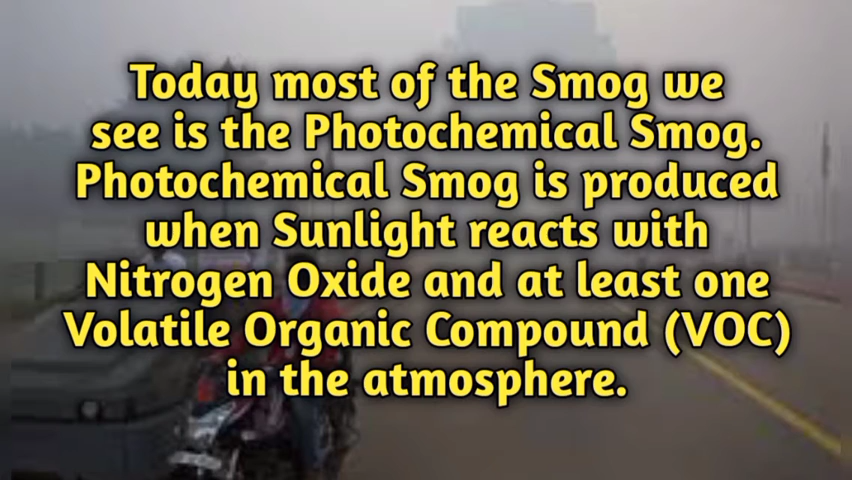 Today most of the Smog we
see is the Photochemical Smog.
Photochemical Smog is produced
when Sunlight reacts with
Nitrogen Oxide and at least one
Volatile Organic Compound (VOC)
in the atmosphere.